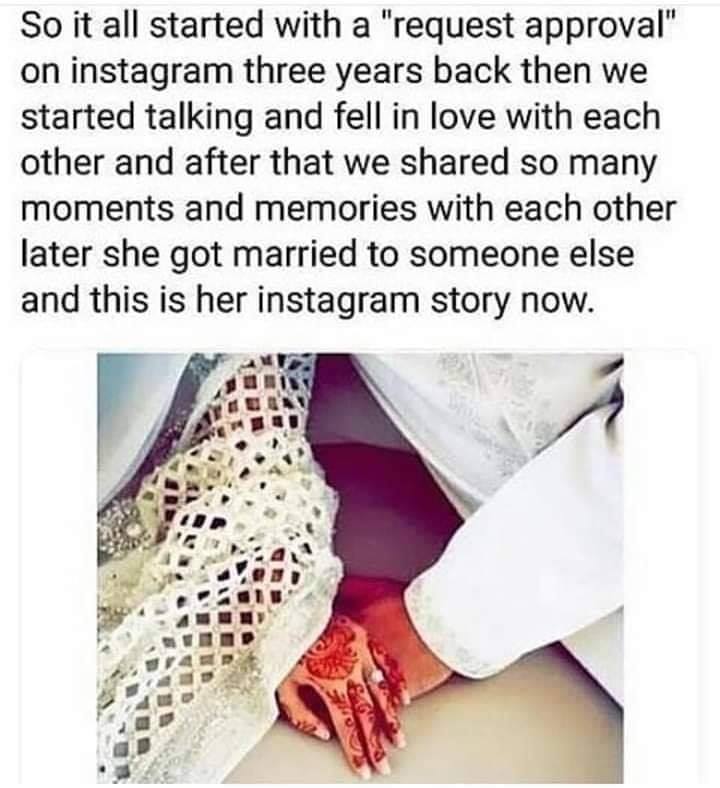 So it all started with a "request approval"
on instagram three years back then we
started talking and fell in love with each
other and after that we shared so many
moments and memories with each other
later she got married to someone else
and this is her instagram story now.